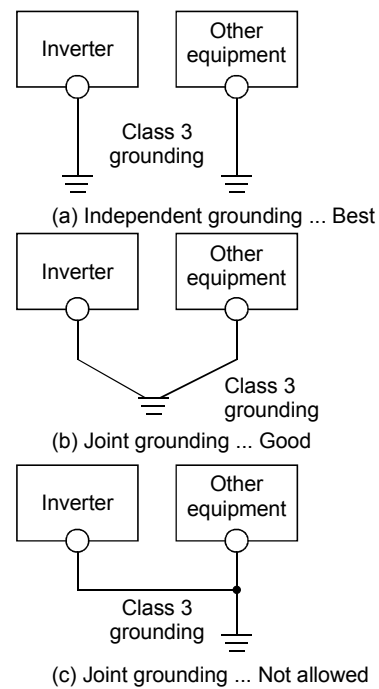 Inverter
Other
equipment
Class 3
grounding
(a) Independent grounding ... Best
Inverter
Other
equipment
Class 3
grounding
(b) Joint grounding ... Good
Inverter
Other
equipment
Class 3
grounding
(c) Joint grounding ... Not allowed